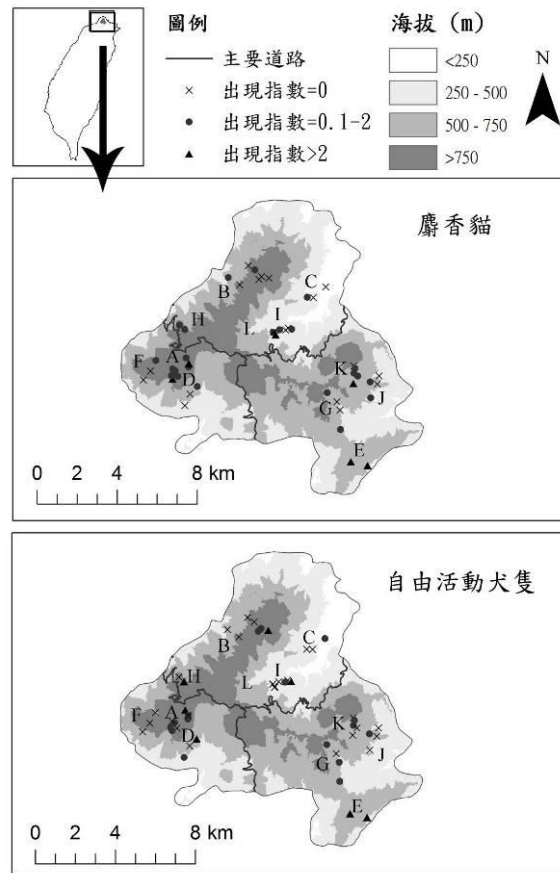 圖例
主要道路
出現指數=0
出現指數=0.1-2
出現指數>2
海拔 (m)
<250
250 - 500
500 - 750
>750
N
麝香貓
B
C
H
I
L
A
F
D
K
G
J
E
0 4 8 km
自由活動犬隻
B
C
H
I
L
A
F
D
K
G
J
E
0 2 4 8 km